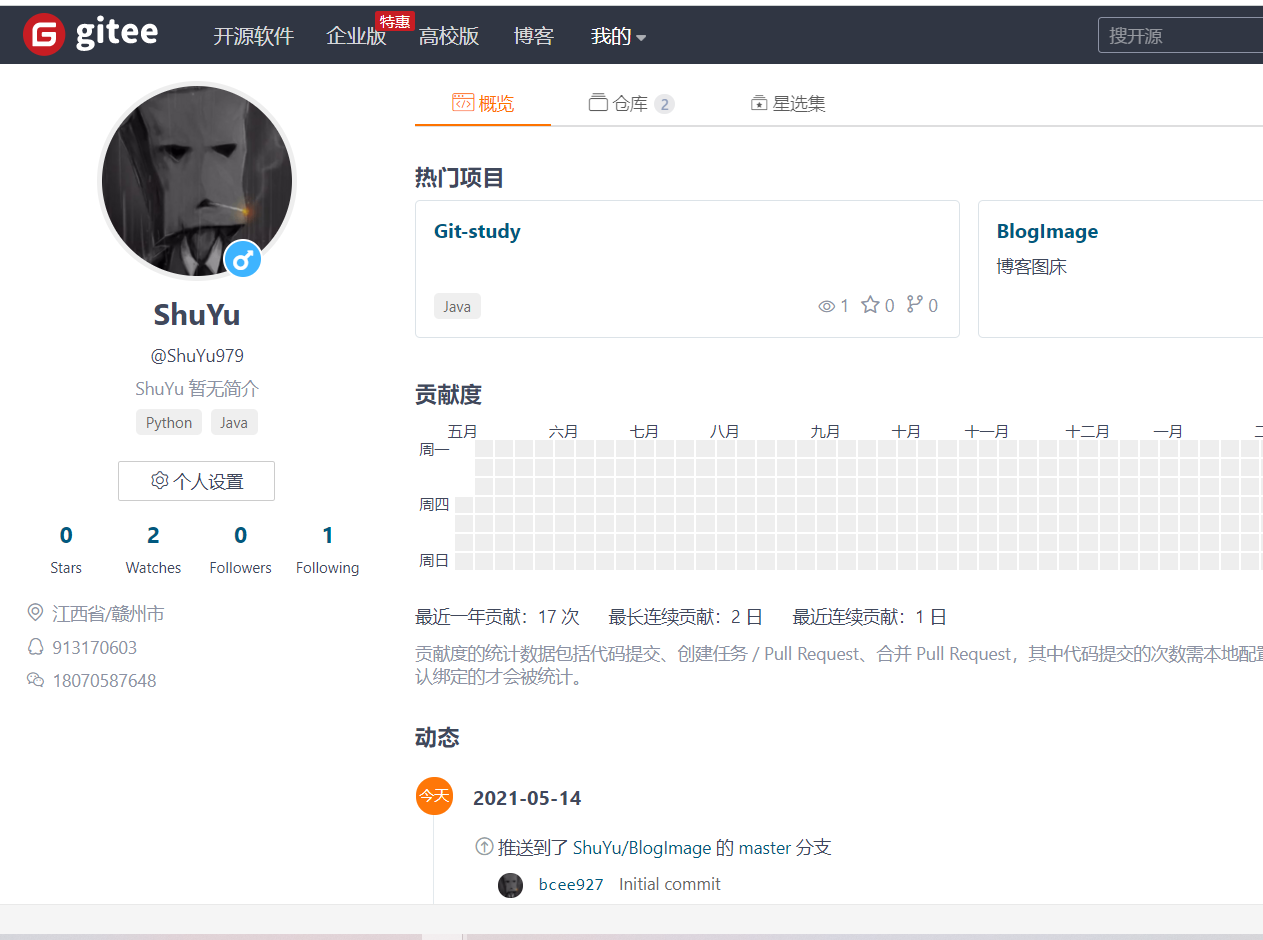 gitee 开源软件 企业版 特惠 高校版 博客 我的 搜开源
概览 仓库 2 星选集
热门项目
Git-study
Java 1 0 0
BlogImage
博客图床
ShuYu
@ShuYu979
ShuYu 暂无简介
Python Java
个人设置
0 2 0 1
Stars Watches Followers Following
江西省/赣州市
913170603
18070587648
贡献度
五月 六月 七月 八月 九月 十月 十一月 十二月 一月
周一
周四
周日
最近一年贡献：17 次 最长连续贡献：2 日 最近连续贡献：1 日
贡献度的统计数据包括代码提交、创建任务 / Pull Request、合并 Pull Request，其中代码提交的次数需本地配置
认绑定的才会被统计。
动态
今天 2021-05-14
推送到了 ShuYu/BlogImage 的 master 分支
bcee927 Initial commit